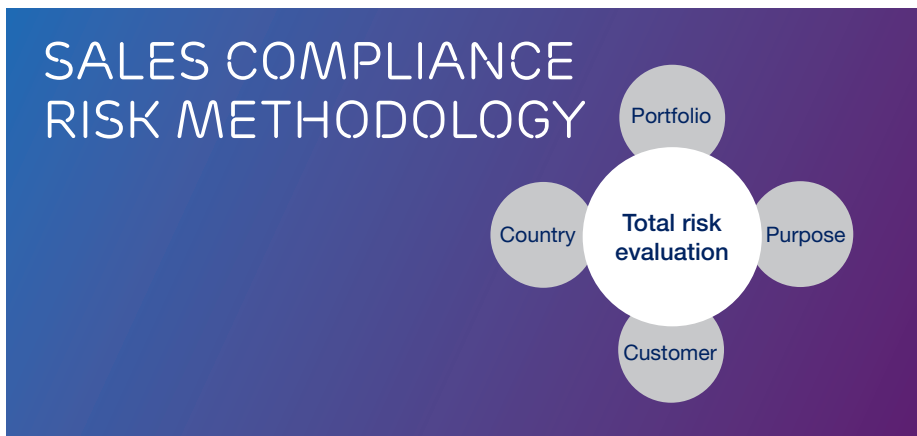 SALES COMPLIANCE
RISK METHODOLOGY
Portfolio
Country
Total risk
evaluation
Purpose
Customer